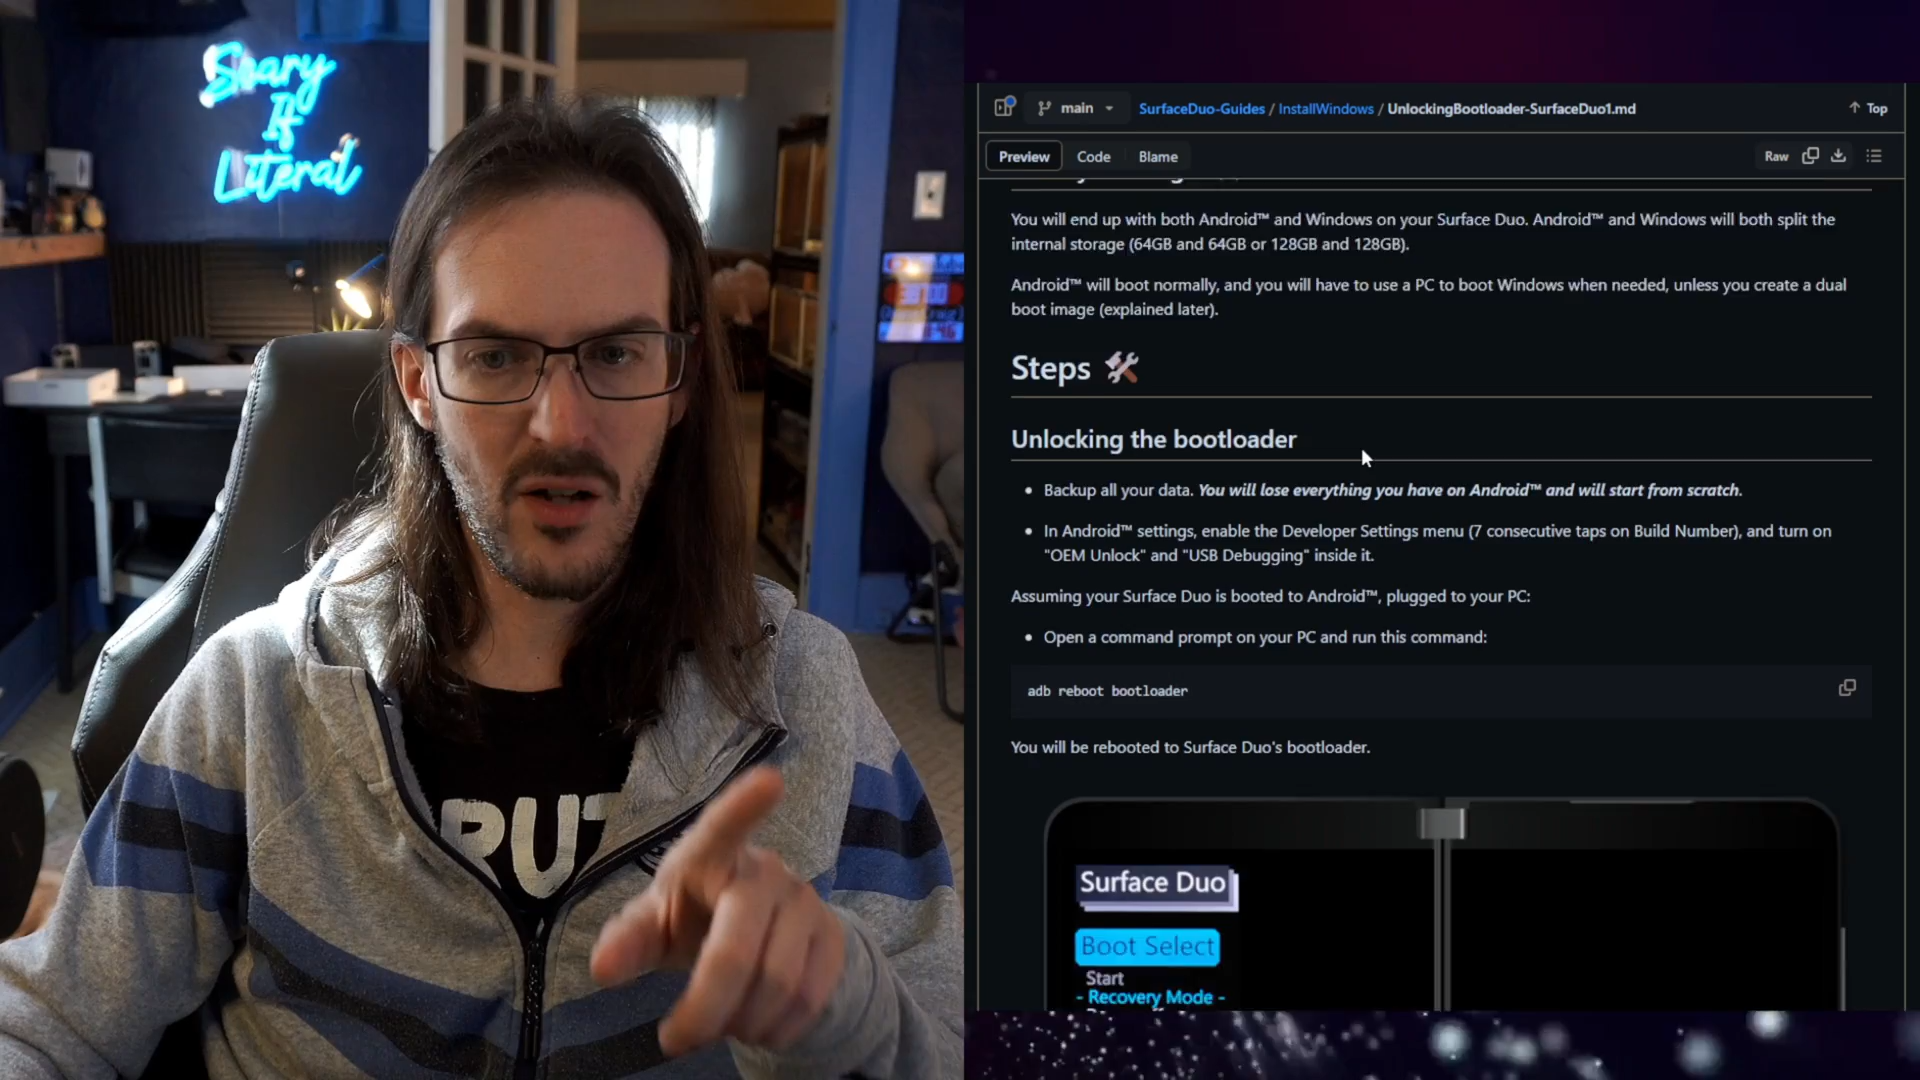 Scary
If
Literal
RUT
main
SurfaceDuo-Guides / InstallWindows / UnlockingBootloader-SurfaceDuo1.md
Top
Preview
Code
Blame
Raw
You will end up with both Android™ and Windows on your Surface Duo. Android™ and Windows will both split the
internal storage (64GB and 64GB or 128GB and 128GB).
Android™ will boot normally, and you will have to use a PC to boot Windows when needed, unless you create a dual
boot image (explained later).
Steps
Unlocking the bootloader
Backup all your data. You will lose everything you have on Android™ and will start from scratch.
In Android™ settings, enable the Developer Settings menu (7 consecutive taps on Build Number), and turn on
"OEM Unlock" and "USB Debugging" inside it.
Assuming your Surface Duo is booted to Android™, plugged to your PC:
Open a command prompt on your PC and run this command:
adb reboot bootloader
You will be rebooted to Surface Duo's bootloader.
Surface Duo
Boot Select
Start
- Recovery Mode -